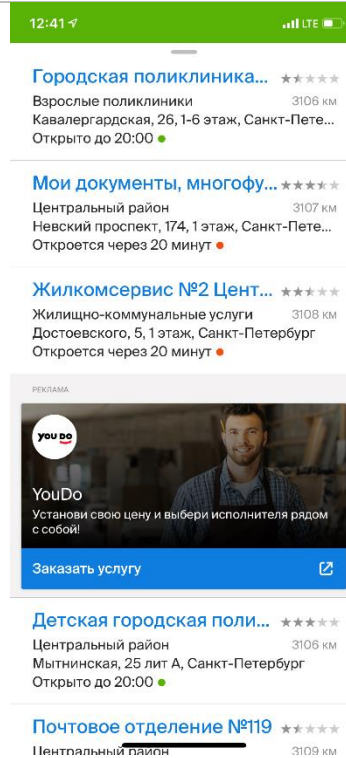 12:41 LTE
Городская поликлиника...
Взрослые поликлиники 3106 км
Кавалергардская, 26, 1-6 этаж, Санкт-Пете...
Открыто до 20:00
Мои документы, многофу...
Центральный район 3107 км
Невский проспект, 174, 1 этаж, Санкт-Пете...
Откроется через 20 минут
Жилкомсервис №2 Цент...
Жилищно-коммунальные услуги 3108 км
Достоевского, 5, 1 этаж, Санкт-Петербург
Откроется через 20 минут
РЕКЛАМА
YOU DO
YouDo
Установи свою цену и выбери исполнителя рядом
с собой!
Заказать услугу
Детская городская поли...
Центральный район 3106 км
Мытнинская, 25 лит А, Санкт-Петербург
Открыто до 20:00
Почтовое отделение №119
Центральный район 3109 км